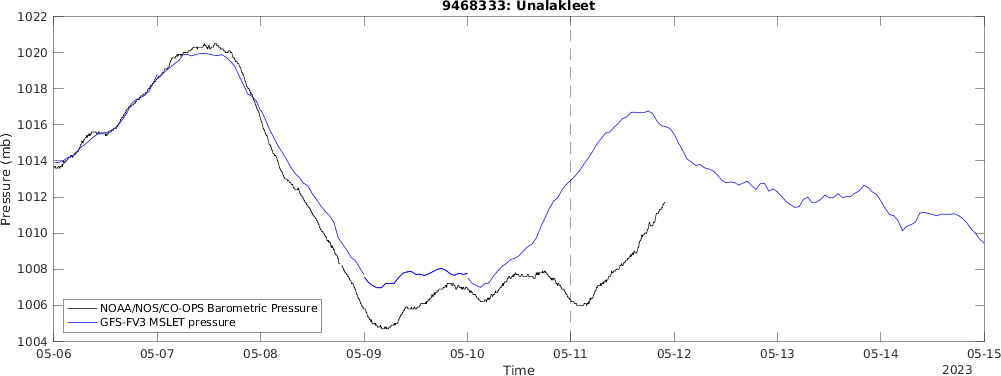 9468333: Unalakleet
1022
1020
1018
1016
1014
1012
1010
1008
1006
1004
Pressure (mb)
NOAA/NOS/CO-OPS Barometric Pressure
GFS-FV3 MSLET pressure
05-06 05-07 05-08 05-09 05-10 05-11 05-12 05-13 05-14 05-15
Time
2023